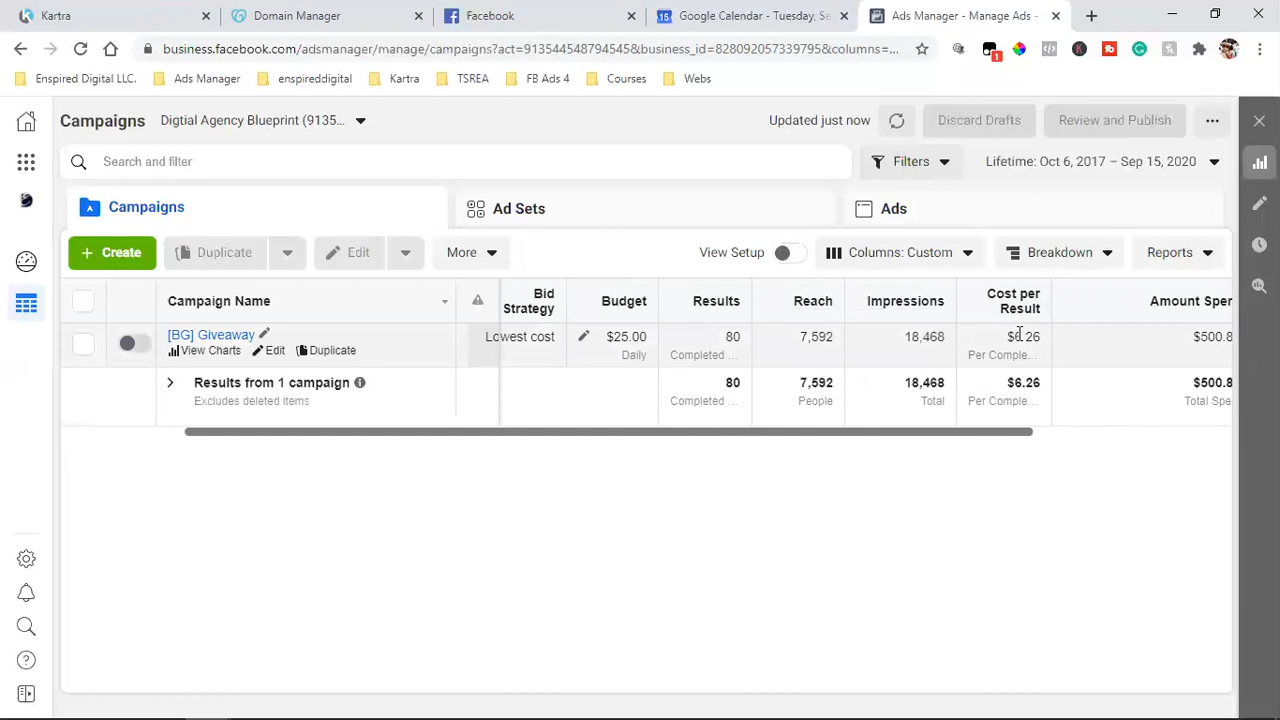 Kartra
Domain Manager
Facebook
Google Calendar - Tuesday, Se
Ads Manager - Manage Ads -
business.facebook.com/adsmanager/manage/campaigns?act=913544548794545&business_id=828092057339795&columns=...
1
Enspired Digital LLC.
Ads Manager
enspireddigital
Kartra
TSREA
FB Ads 4
Courses
Webs
Campaigns
Digtial Agency Blueprint (9135...
Updated just now
Discard Drafts
Review and Publish
Search and filter
Filters
Lifetime: Oct 6, 2017 – Sep 15, 2020
Campaigns
Ad Sets
Ads
+ Create
Duplicate
Edit
More
View Setup
Columns: Custom
Breakdown
Reports
Campaign Name
Bid
Strategy
Budget
Results
Reach
Impressions
Cost per
Result
Amount Spen
[BG] Giveaway
View Charts
Edit
Duplicate
Lowest cost
$25.00
Daily
80
Completed ...
7,592
18,468
$6.26
Per Comple...
$500.8
Results from 1 campaign
Excludes deleted items
80
Completed ...
7,592
People
18,468
Total
$6.26
Per Comple...
$500.8
Total Spe